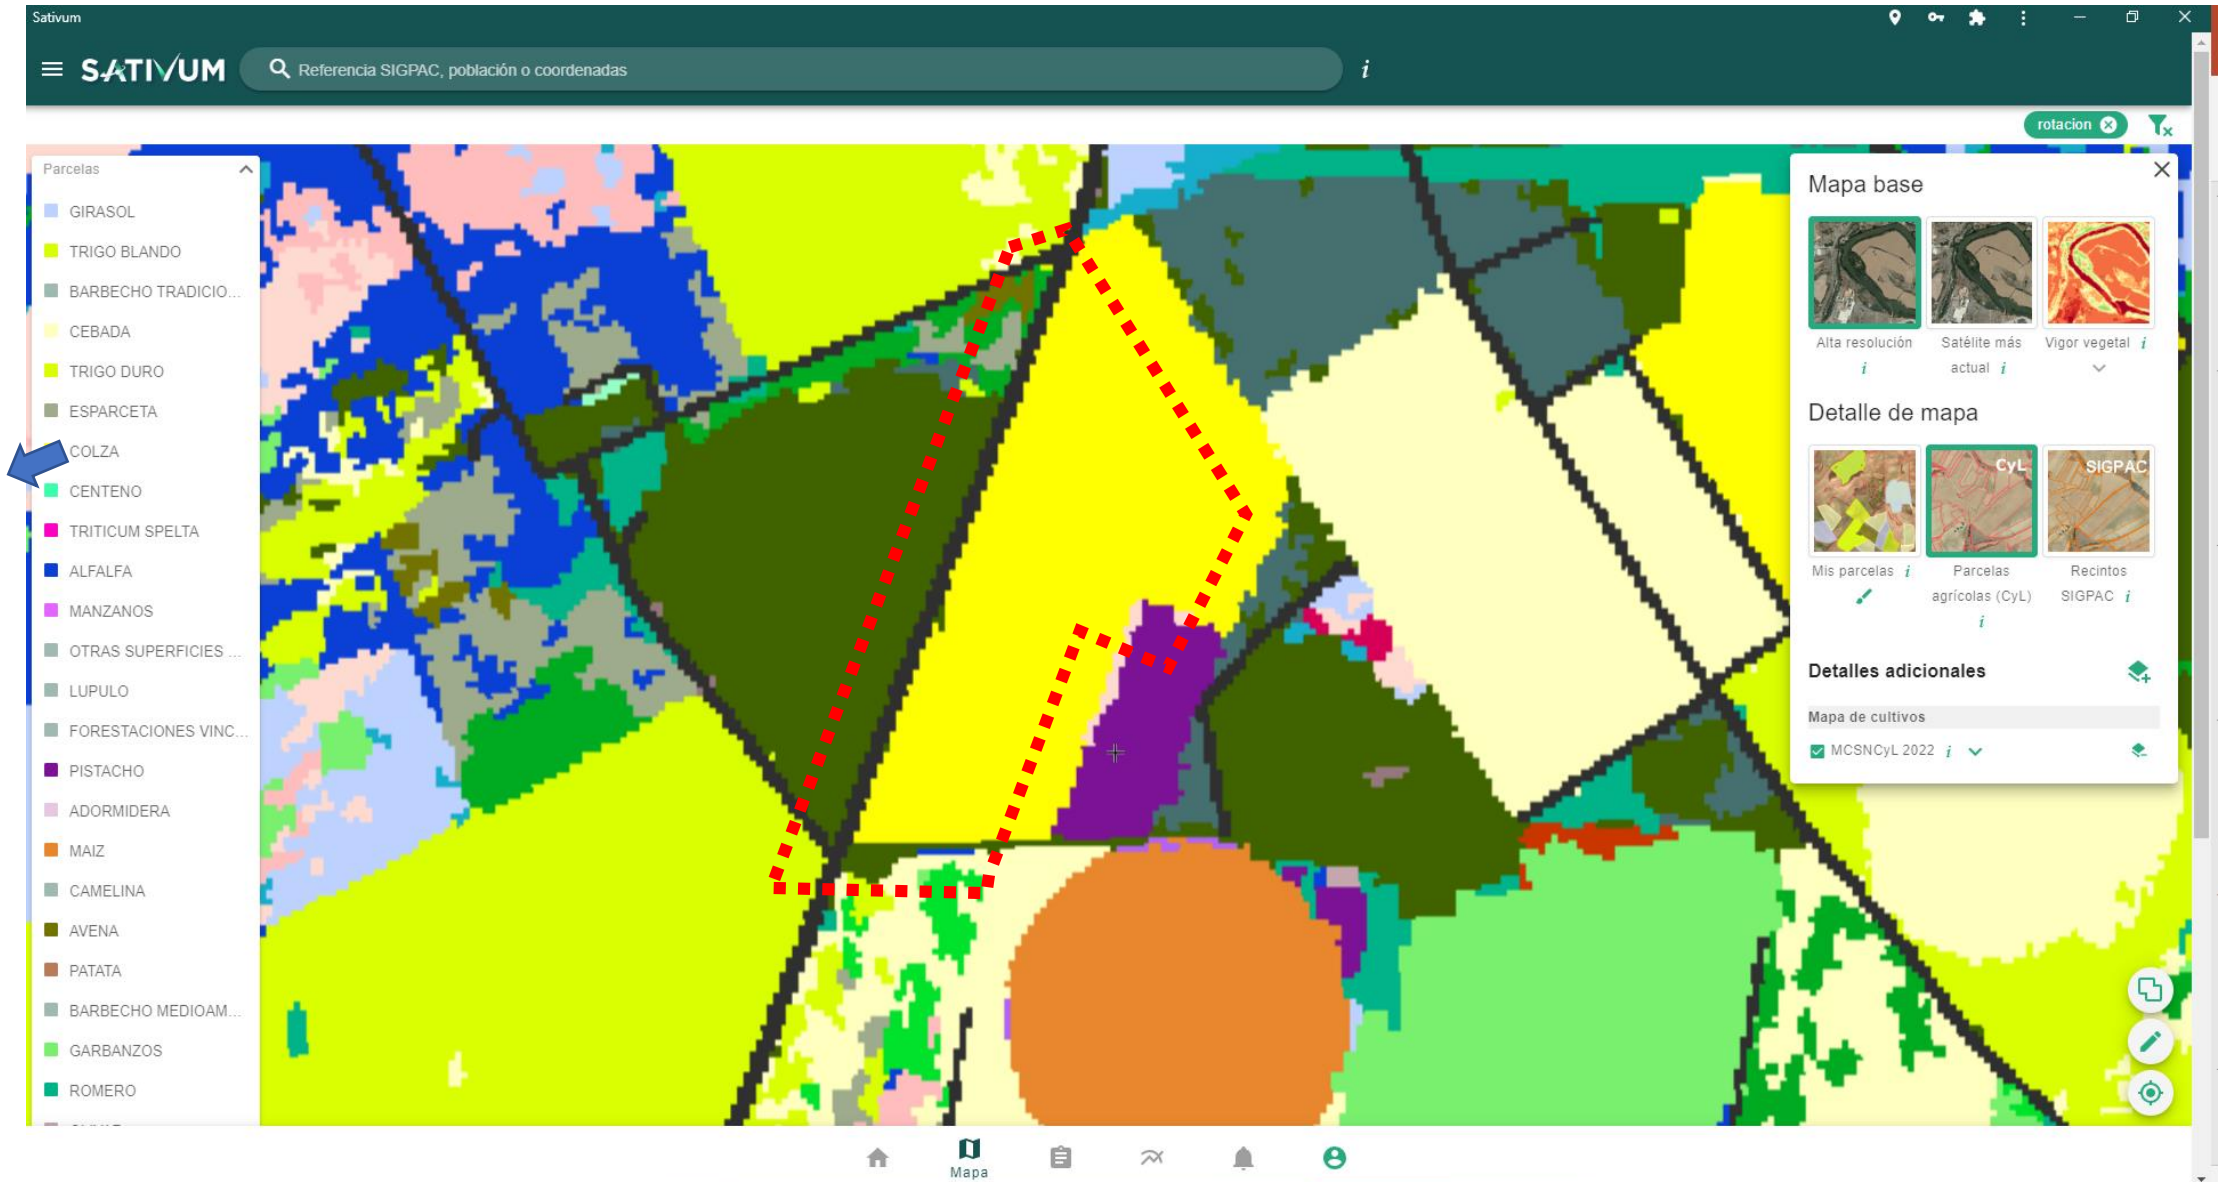 Sativum
SATIVUM
Referencia SIGPAC, población o coordenadas
i
rotacion
Parcelas
GIRASOL
TRIGO BLANDO
BARBECHO TRADICIO...
CEBADA
TRIGO DURO
ESPARCETA
COLZA
CENTENO
TRITICUM SPELTA
ALFALFA
MANZANOS
OTRAS SUPERFICIES ...
LUPULO
FORESTACIONES VINC...
PISTACHO
ADORMIDERA
MAIZ
CAMELINA
AVENA
PATATA
BARBECHO MEDIOAM...
GARBANZOS
ROMERO
Mapa base
Alta resolución i
Satélite más actual i
Vigor vegetal i
Detalle de mapa
CyL
SIGPAC
Mis parcelas i
Parcelas agrícolas (CyL) i
Recintos SIGPAC i
Detalles adicionales
Mapa de cultivos
MCSNCyL 2022 i
Mapa